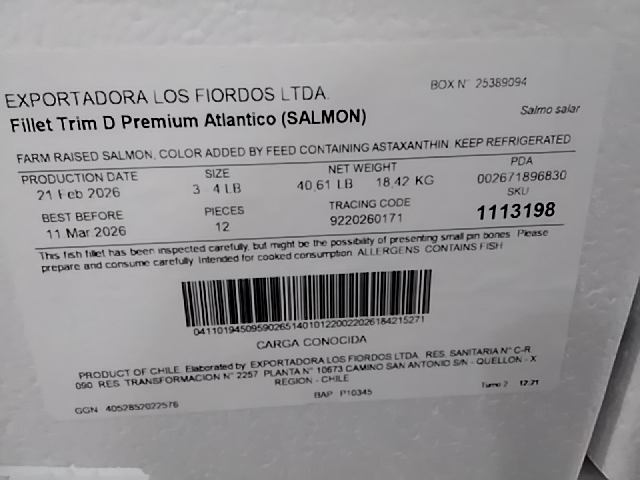 BOX N° 25389094
EXPORTADORA LOS FIORDOS LTDA.
Fillet Trim D Premium Atlantico (SALMON)
Salmo salar
FARM RAISED SALMON, COLOR ADDED BY FEED CONTAINING ASTAXANTHIN. KEEP REFRIGERATED
PRODUCTION DATE SIZE NET WEIGHT PDA
21 Feb 2026 3 4 LB 40,61 LB 18,42 KG 002671896830
BEST BEFORE PIECES TRACING CODE SKU
11 Mar 2026 12 9220260171 1113198
This fish fillet has been inspected carefully, but might be the possibility of presenting small pin bones. Please
prepare and consume carefully. Intended for cooked consumption. ALLERGENS CONTAINS FISH
0411019450959026514010122002202618421527​1
CARGA CONOCIDA
PRODUCT OF CHILE. Elaborated by EXPORTADORA LOS FIORDOS LTDA. RES. SANITARIA N° C-R
090 RES. TRANSFORMACION N° 2257 PLANTA N° 10673 CAMINO SAN ANTONIO S/N - QUELLON - X
REGION - CHILE
Turno 2 17:21
GGN 4052852022576
BAP P10345